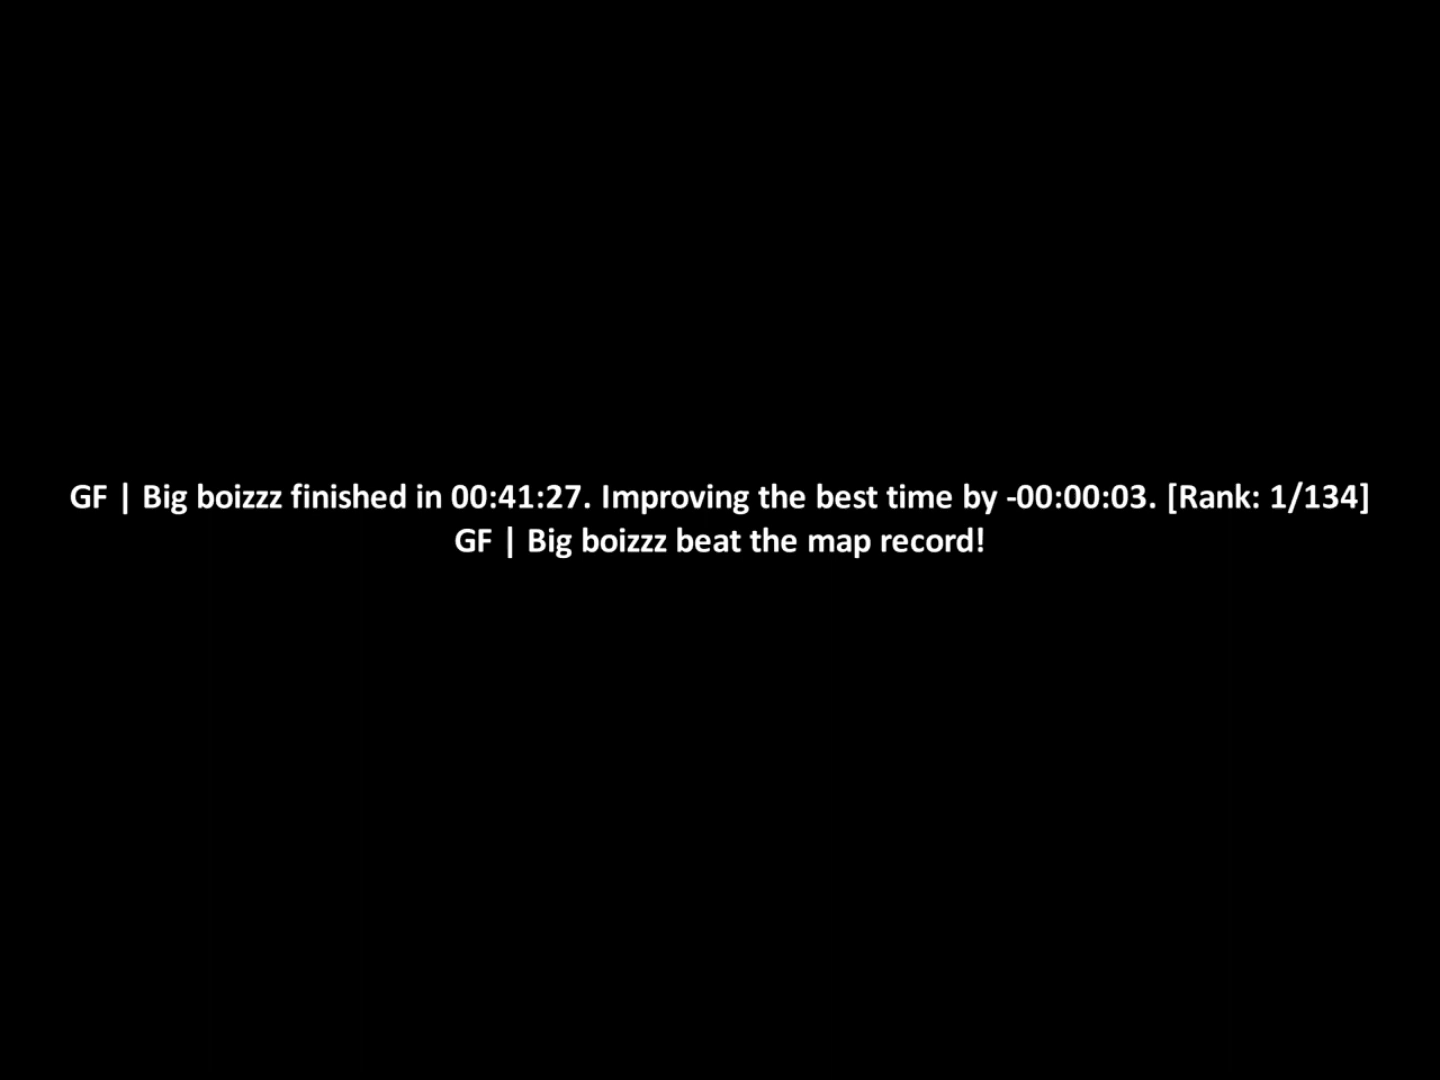 GF | Big boizzz finished in 00:41:27. Improving the best time by -00:00:03. [Rank: 1/134]
GF | Big boizzz beat the map record!